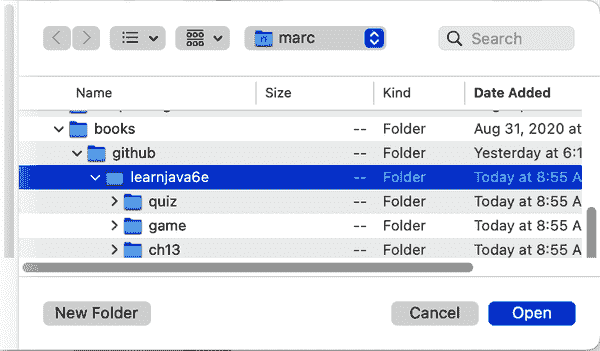 marc
Search
Name Size Kind Date Added
books -- Folder Aug 31, 2020 at
github -- Folder Yesterday at 6:1
learnjava6e -- Folder Today at 8:55 A
quiz -- Folder Today at 8:55 A
game -- Folder Today at 8:55 A
ch13 -- Folder Today at 8:55 A
New Folder Cancel Open